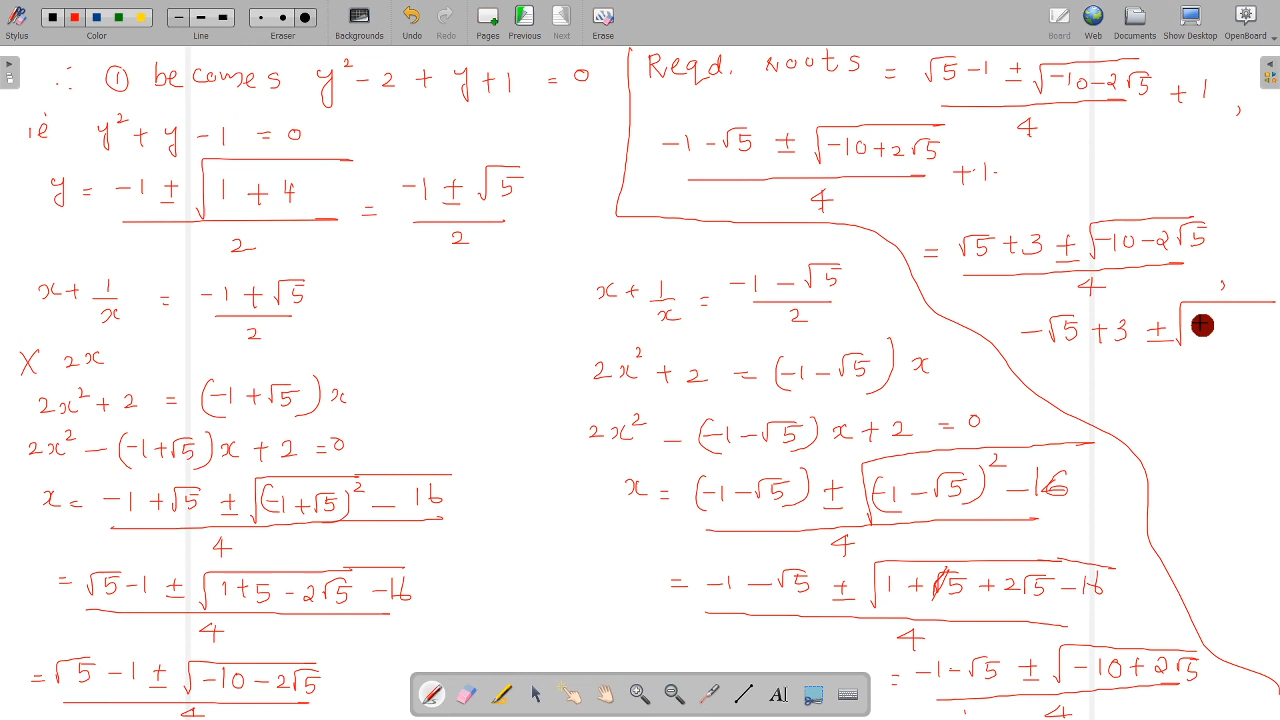 Stylus Color Line Eraser Backgrounds Undo Redo Pages Previous Next Erase Board Web Documents Show Desktop OpenBoard
∴ ① becomes y² - 2 + y + 1 = 0
ie y² + y - 1 = 0
y = (-1 ± √(1 + 4))/2 = (-1 ± √5)/2
x + 1/x = (-1 + √5)/2
X 2x
2x² + 2 = (-1 + √5) x
2x² - (-1 + √5) x + 2 = 0
x = (-1 + √5 ± √((-1 + √5)² - 16))/4
= (√5 - 1 ± √(1 + 5 - 2√5 - 16))/4
= (√5 - 1 ± √(-10 - 2√5))/4
x + 1/x = (-1 - √5)/2
2x² + 2 = (-1 - √5) x
2x² - (-1 - √5) x + 2 = 0
x = ((-1 - √5) ± √((-1 - √5)² - 16))/4
= (-1 - √5 ± √(1 + 5 + 2√5 - 16))/4
= (-1 - √5 ± √(-10 + 2√5))/4
Reqd. roots = (√5 - 1 ± √(-10 - 2√5))/4 + 1 ,
(-1 - √5 ± √(-10 + 2√5))/4 + 1.
= (√5 + 3 ± √(-10 - 2√5))/4 ,
-√5 + 3 ± √